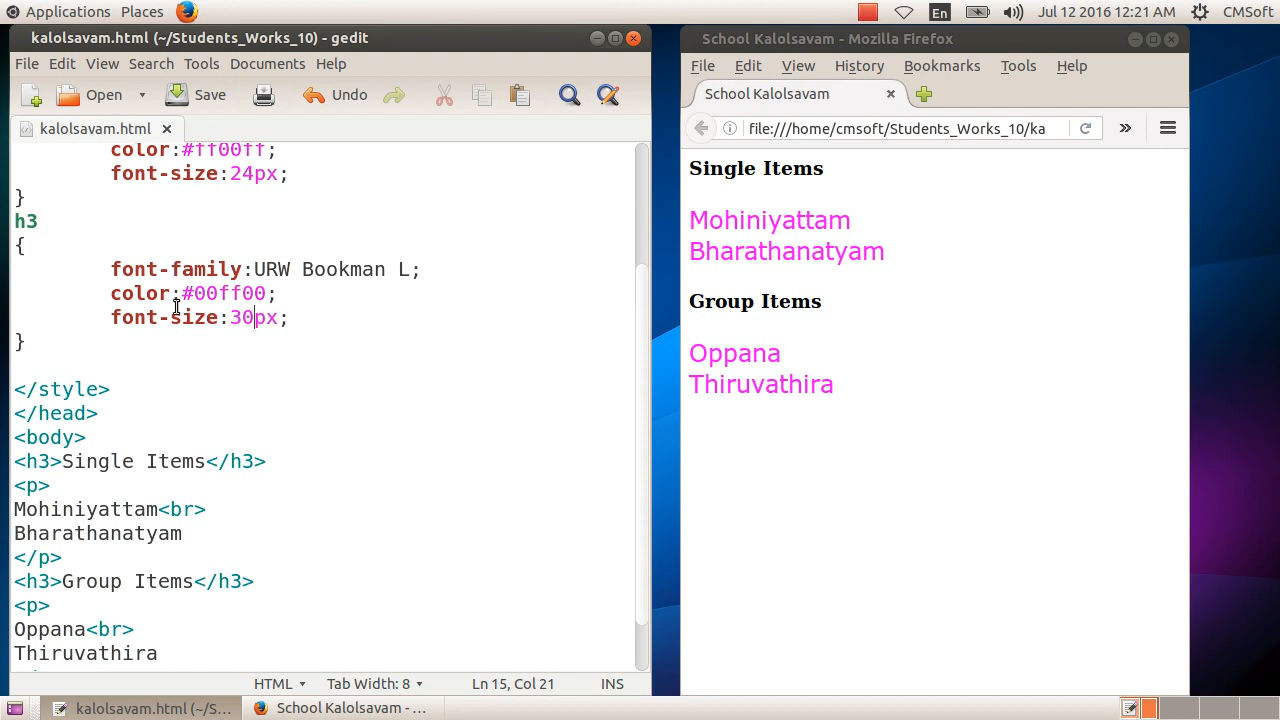 Applications Places
En
Jul 12 2016 12:21 AM
CMSoft
kalolsavam.html (~/Students_Works_10) - gedit
File Edit View Search Tools Documents Help
Open Save Undo
kalolsavam.html
color:#ff00ff;
font-size:24px;
}
h3
{
font-family:URW Bookman L;
color:#00ff00;
font-size:30px;
}
</style>
</head>
<body>
<h3>Single Items</h3>
<p>
Mohiniyattam<br>
Bharathanatyam
</p>
<h3>Group Items</h3>
<p>
Oppana<br>
Thiruvathira
HTML Tab Width: 8 Ln 15, Col 21 INS
School Kalolsavam - Mozilla Firefox
File Edit View History Bookmarks Tools Help
School Kalolsavam
file:///home/cmsoft/Students_Works_10/ka
Single Items
Mohiniyattam
Bharathanatyam
Group Items
Oppana
Thiruvathira
kalolsavam.html (~/S...
School Kalolsavam - ...